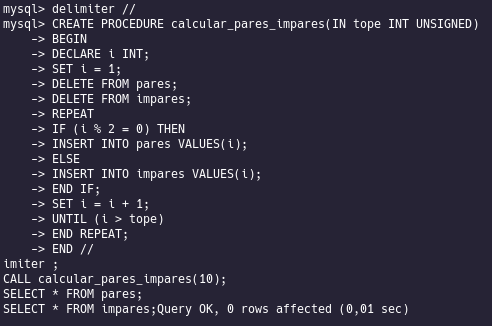 mysql> delimiter //
mysql> CREATE PROCEDURE calcular_pares_impares(IN tope INT UNSIGNED)
    -> BEGIN
    -> DECLARE i INT;
    -> SET i = 1;
    -> DELETE FROM pares;
    -> DELETE FROM impares;
    -> REPEAT
    -> IF (i % 2 = 0) THEN
    -> INSERT INTO pares VALUES(i);
    -> ELSE
    -> INSERT INTO impares VALUES(i);
    -> END IF;
    -> SET i = i + 1;
    -> UNTIL (i > tope)
    -> END REPEAT;
    -> END //
imiter ;
CALL calcular_pares_impares(10);
SELECT * FROM pares;
SELECT * FROM impares;Query OK, 0 rows affected (0,01 sec)